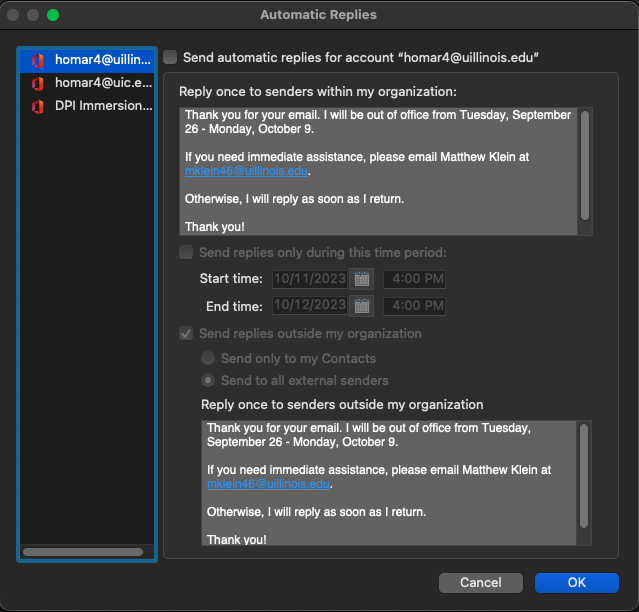 Automatic Replies
homar4@uillin...
homar4@uic.e...
DPI Immersion...
Send automatic replies for account “homar4@uillinois.edu”
Reply once to senders within my organization:
Thank you for your email. I will be out of office from Tuesday, September
26 - Monday, October 9.
If you need immediate assistance, please email Matthew Klein at
mklein46@uillinois.edu.
Otherwise, I will reply as soon as I return.
Thank you!
Send replies only during this time period:
Start time: 10/11/2023 4:00 PM
End time: 10/12/2023 4:00 PM
Send replies outside my organization
Send only to my Contacts
Send to all external senders
Reply once to senders outside my organization
Thank you for your email. I will be out of office from Tuesday,
September 26 - Monday, October 9.
If you need immediate assistance, please email Matthew Klein at
mklein46@uillinois.edu.
Otherwise, I will reply as soon as I return.
Thank you!
Cancel OK